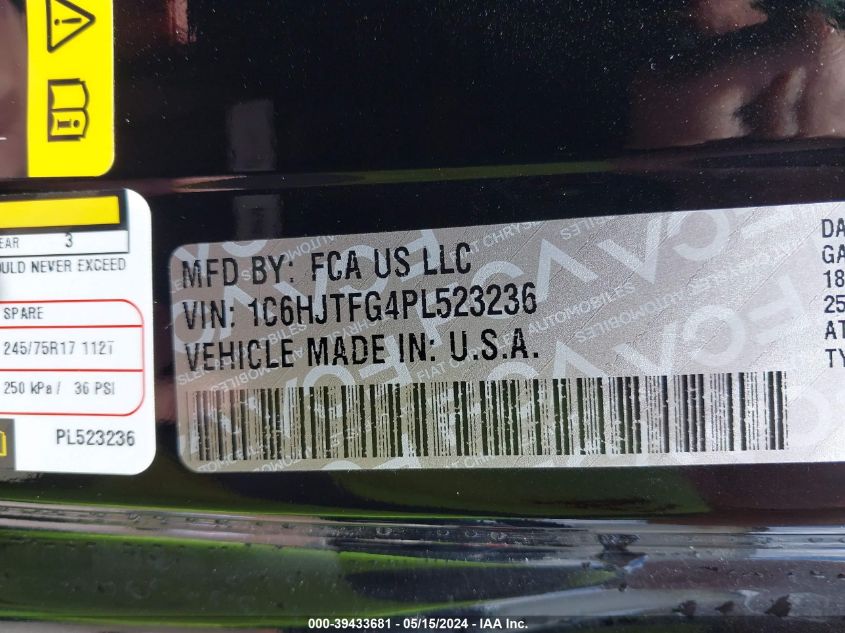 EAR 3
OULD NEVER EXCEED
SPARE
245/75R17 112T
250 kPa / 36 PSI
PL523236
MFD BY: FCA US LLC
VIN: 1C6HJTFG4PL523236
VEHICLE MADE IN: U.S.A.
DA
GA
18
25
AT
TY
000-39433681 - 05/15/2024 - IAA Inc.